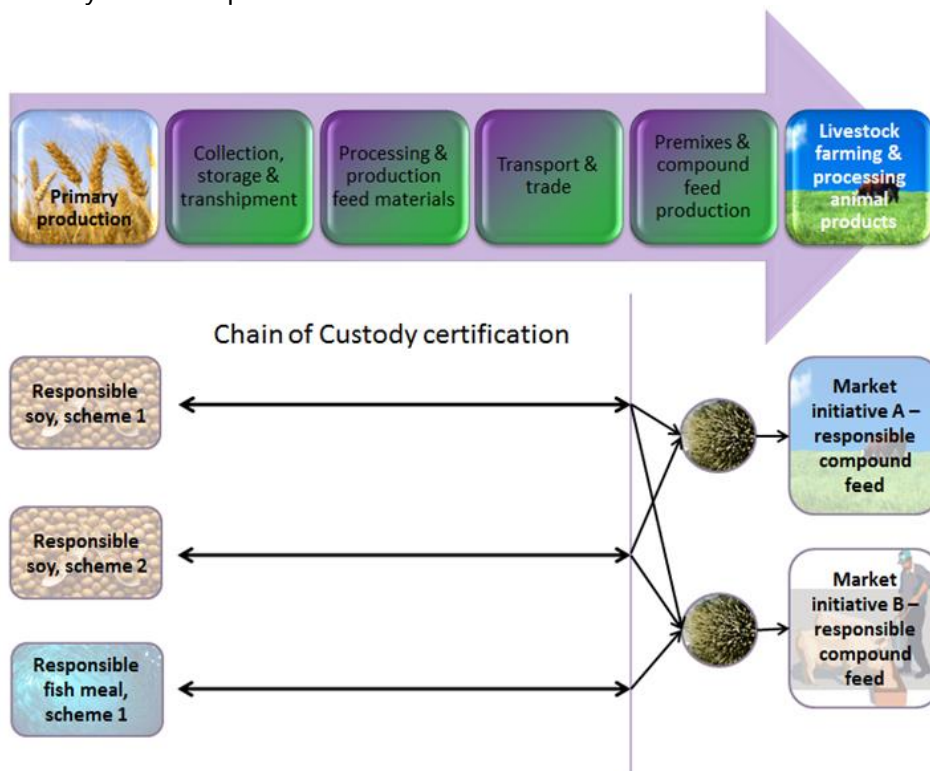 Primary
production
Collection,
storage &
transhipment
Processing &
production
feed materials
Transport &
trade
Premixes &
compound
feed
production
Livestock
farming &
processing
animal
products
Chain of Custody certification
Responsible
soy, scheme 1
Responsible
soy, scheme 2
Responsible
fish meal,
scheme 1
Market
initiative A –
responsible
compound
feed
Market
initiative B –
responsible
compound
feed